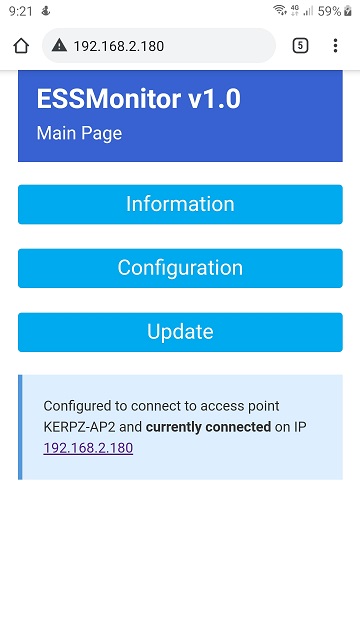 9:21 4G 59%
192.168.2.180 5
ESSMonitor v1.0
Main Page
Information
Configuration
Update
Configured to connect to access point
KERPZ-AP2 and currently connected on IP
192.168.2.180